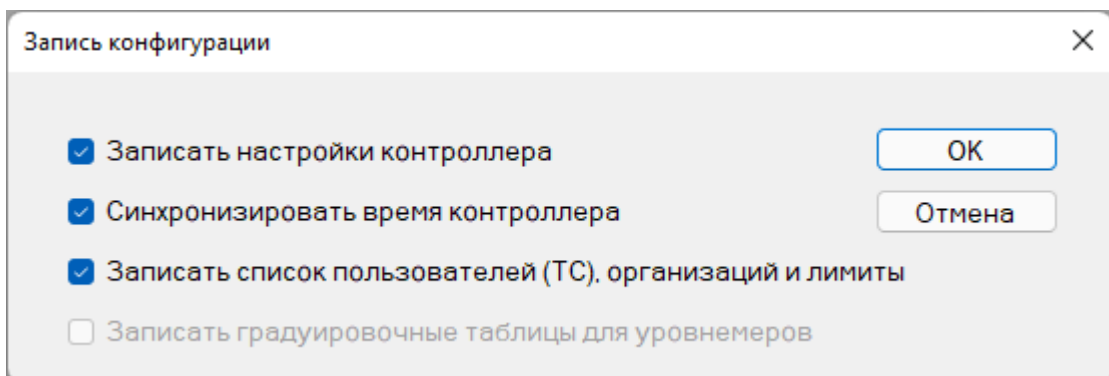 Запись конфигурации
Записать настройки контроллера
OK
Синхронизировать время контроллера
Отмена
Записать список пользователей (ТС), организаций и лимиты
Записать градуировочные таблицы для уровнемеров